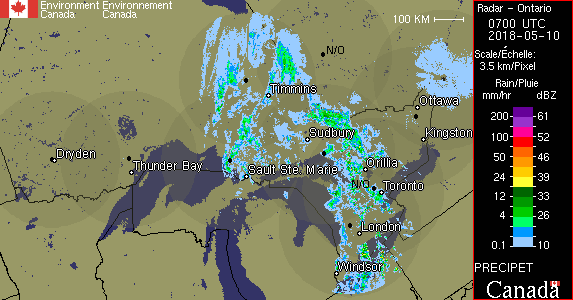 Environment Environnement
Canada Canada
100 KM
N/O
Timmins
Ottawa
Sudbury
Kingston
Dryden
Thunder Bay
Sault Ste. Marie
Orillia
N/O
Toronto
London
Windsor
Radar - Ontario
0700 UTC
2018-05-10
Scale/Échelle:
3.5 km/Pixel
Rain/Pluie
mm/hr dBZ
200 61
100 52
50 46
24 39
12 33
4 26
0.1 10
PRECIPET
Canada